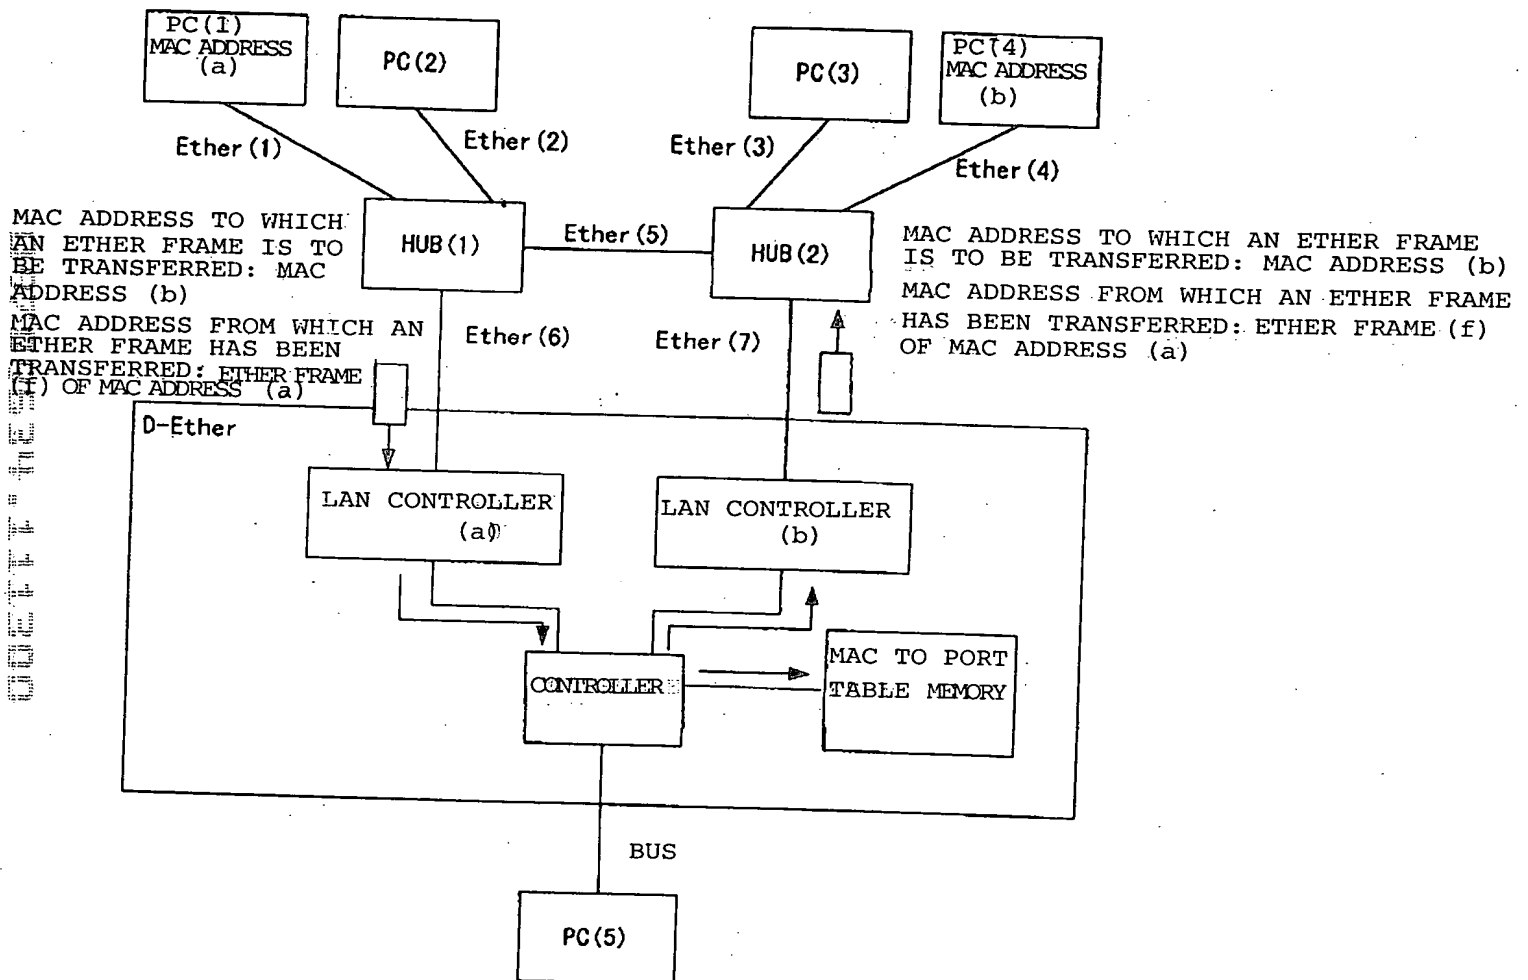 PC(1)
MAC ADDRESS
(a)
PC(2)
PC(3)
PC(4)
MAC ADDRESS
(b)
Ether(1)
Ether(2)
Ether(3)
Ether(4)
HUB(1)
Ether(5)
HUB(2)
MAC ADDRESS TO WHICH
AN ETHER FRAME IS TO
BE TRANSFERRED: MAC
ADDRESS (b)
MAC ADDRESS FROM WHICH AN
ETHER FRAME HAS BEEN
TRANSFERRED: ETHER FRAME
(f) OF MAC ADDRESS (a)
MAC ADDRESS TO WHICH AN ETHER FRAME
IS TO BE TRANSFERRED: MAC ADDRESS (b)
MAC ADDRESS FROM WHICH AN ETHER FRAME
HAS BEEN TRANSFERRED: ETHER FRAME (f)
OF MAC ADDRESS (a)
Ether(6)
Ether(7)
D-Ether
LAN CONTROLLER
(a)
LAN CONTROLLER
(b)
CONTROLLER
MAC TO PORT
TABLE MEMORY
BUS
PC(5)